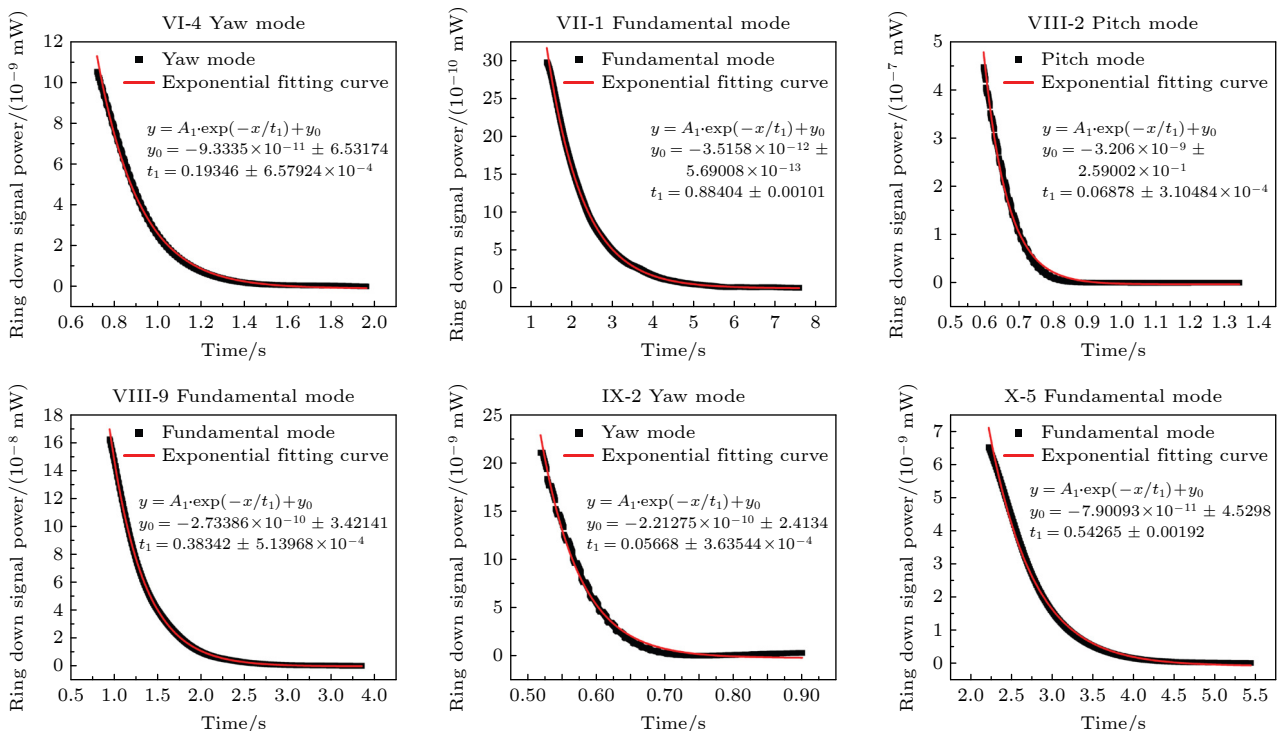 VI-4 Yaw mode
Ring down signal power/(10⁻⁹ mW)
12
10
8
6
4
2
0
Yaw mode
Exponential fitting curve
y = A₁·exp(−x/t₁)+y₀
y₀ = −9.3335×10⁻¹¹ ± 6.53174
t₁ = 0.19346 ± 6.57924×10⁻⁴
0.6 0.8 1.0 1.2 1.4 1.6 1.8 2.0
Time/s
VII-1 Fundamental mode
Ring down signal power/(10⁻¹⁰ mW)
30
25
20
15
10
5
0
Fundamental mode
Exponential fitting curve
y = A₁·exp(−x/t₁)+y₀
y₀ = −3.5158×10⁻¹² ±
5.69008×10⁻¹³
t₁ = 0.88404 ± 0.00101
1 2 3 4 5 6 7 8
Time/s
VIII-2 Pitch mode
Ring down signal power/(10⁻⁷ mW)
5
4
3
2
1
0
Pitch mode
Exponential fitting curve
y = A₁·exp(−x/t₁)+y₀
y₀ = −3.206×10⁻⁹ ±
2.59002×10⁻¹
t₁ = 0.06878 ± 3.10484×10⁻⁴
0.5 0.6 0.7 0.8 0.9 1.0 1.1 1.2 1.3 1.4
Time/s
VIII-9 Fundamental mode
Ring down signal power/(10⁻⁸ mW)
18
16
14
12
10
8
6
4
2
0
Fundamental mode
Exponential fitting curve
y = A₁·exp(−x/t₁)+y₀
y₀ = −2.73386×10⁻¹⁰ ± 3.42141
t₁ = 0.38342 ± 5.13968×10⁻⁴
0.5 1.0 1.5 2.0 2.5 3.0 3.5 4.0
Time/s
IX-2 Yaw mode
Ring down signal power/(10⁻⁹ mW)
25
20
15
10
5
0
Yaw mode
Exponential fitting curve
y = A₁·exp(−x/t₁)+y₀
y₀ = −2.21275×10⁻¹⁰ ± 2.4134
t₁ = 0.05668 ± 3.63544×10⁻⁴
0.50 0.60 0.70 0.80 0.90
Time/s
X-5 Fundamental mode
Ring down signal power/(10⁻⁹ mW)
7
6
5
4
3
2
1
0
Fundamental mode
Exponential fitting curve
y = A₁·exp(−x/t₁)+y₀
y₀ = −7.90093×10⁻¹¹ ± 4.5298
t₁ = 0.54265 ± 0.00192
2.0 2.5 3.0 3.5 4.0 4.5 5.0 5.5
Time/s